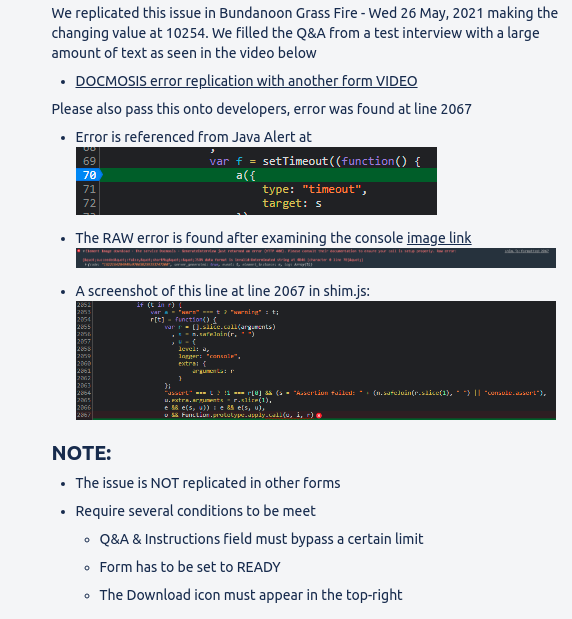 We replicated this issue in Bundanoon Grass Fire - Wed 26 May, 2021 making the
changing value at 10254. We filled the Q&A from a test interview with a large
amount of text as seen in the video below
• DOCMOSIS error replication with another form VIDEO
Please also pass this onto developers, error was found at line 2067
• Error is referenced from Java Alert at
68 ,
69 var f = setTimeout((function() {
70 a({
71 type: "timeout",
72 target: s
• The RAW error is found after examining the console image link
• A screenshot of this line at line 2067 in shim.js:
if (t in r) {
2053 var a = "warn" === t ? "warning" : t;
2054 r[t] = function() {
2055 var r = [].slice.call(arguments)
2056 , s = n.safeJoin(r, " ")
2057 , u = {
2058 level: a,
2059 logger: "console",
2060 extra: {
2061 arguments: r
2062 }
2063 };
2064 "assert" === t ? !1 === r[0] && (s = "Assertion failed: " + (n.safeJoin(r.slice(1), " ") || "console.assert"),
2065 u.extra.arguments = r.slice(1),
2066 e && e(s, u)) : e && e(s, u),
2067 o && Function.prototype.apply.call(o, i, r)
NOTE:
• The issue is NOT replicated in other forms
• Require several conditions to be meet
◦ Q&A & Instructions field must bypass a certain limit
◦ Form has to be set to READY
◦ The Download icon must appear in the top-right